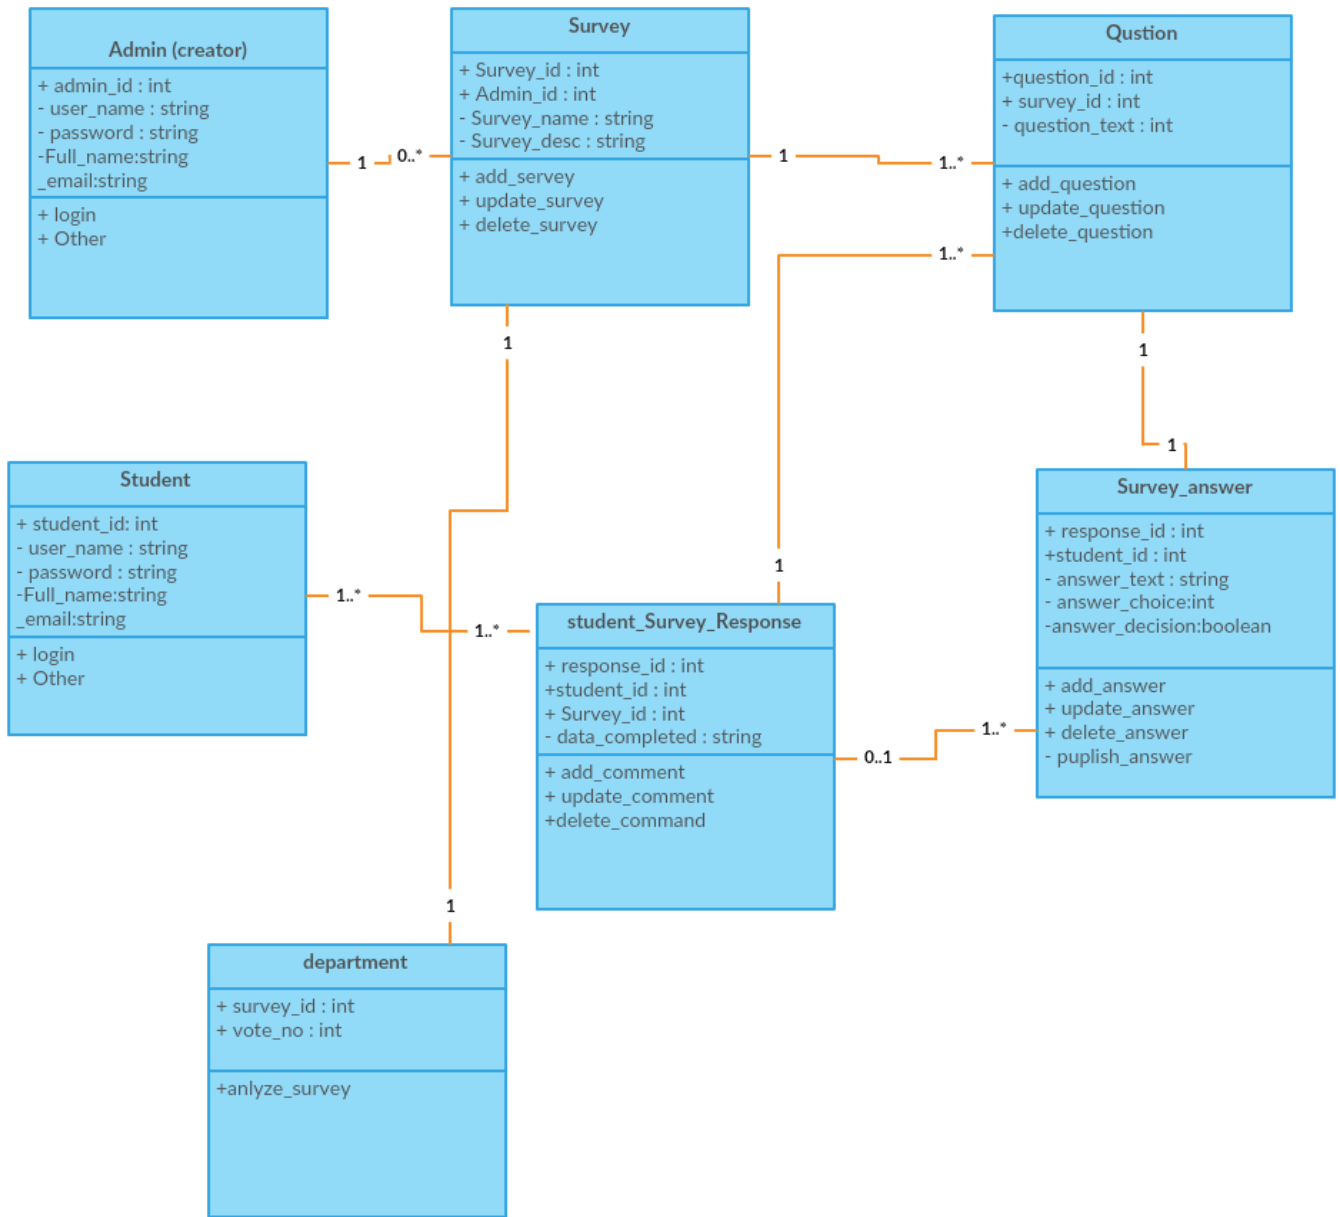 Admin (creator)
+ admin_id : int
- user_name : string
- password : string
-Full_name:string
_email:string
+ login
+ Other
1
0..*
Survey
+ Survey_id : int
+ Admin_id : int
- Survey_name : string
- Survey_desc : string
+ add_servey
+ update_survey
+ delete_survey
1
1..*
Qustion
+question_id : int
+ survey_id : int
- question_text : int
+ add_question
+ update_question
+delete_question
1..*
1
1
1
Student
+ student_id: int
- user_name : string
- password : string
-Full_name:string
_email:string
+ login
+ Other
1..*
1..*
1
student_Survey_Response
+ response_id : int
+student_id : int
+ Survey_id : int
- data_completed : string
+ add_comment
+ update_comment
+delete_command
0..1
1..*
Survey_answer
+ response_id : int
+student_id : int
- answer_text : string
- answer_choice:int
-answer_decision:boolean
+ add_answer
+ update_answer
+ delete_answer
- puplish_answer
1
department
+ survey_id : int
+ vote_no : int
+anlyze_survey